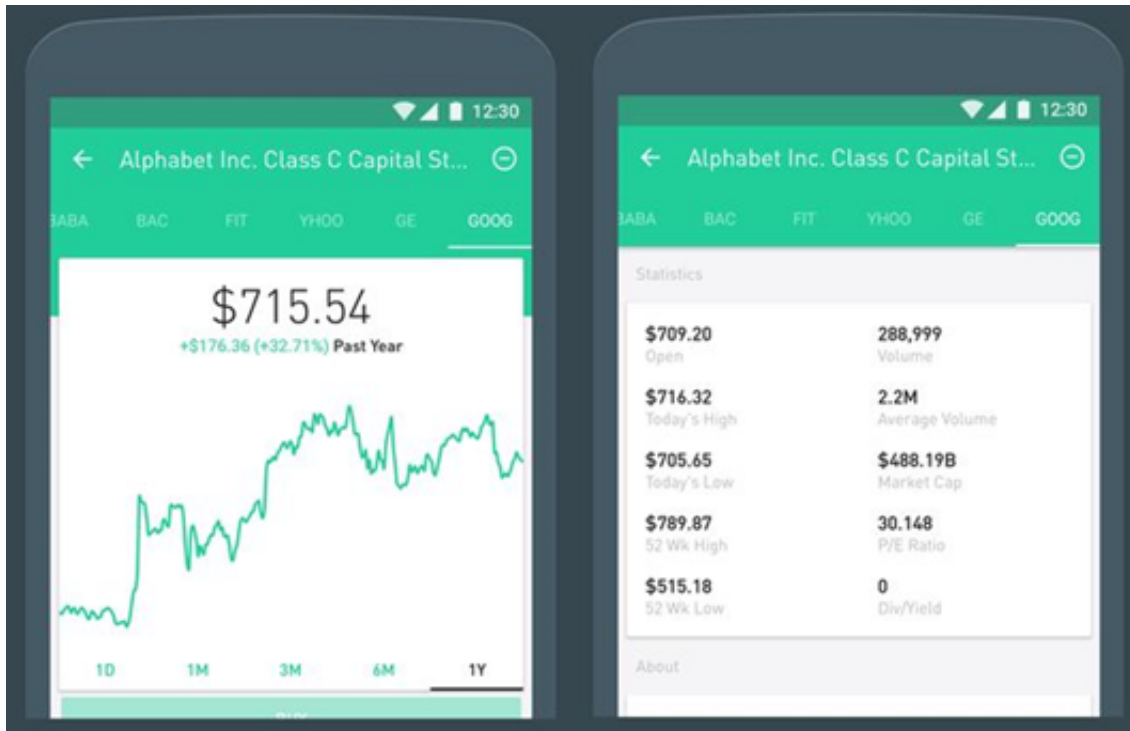 12:30
Alphabet Inc. Class C Capital St...
BABA BAC FIT YHOO GE GOOG
$715.54
+$176.36 (+32.71%) Past Year
1D 1M 3M 6M 1Y
BUY
12:30
Alphabet Inc. Class C Capital St...
BABA BAC FIT YHOO GE GOOG
Statistics
$709.20 288,999
Open Volume
$716.32 2.2M
Today's High Average Volume
$705.65 $488.19B
Today's Low Market Cap
$789.87 30.148
52 Wk High P/E Ratio
$515.18 0
52 Wk Low Div/Yield
About